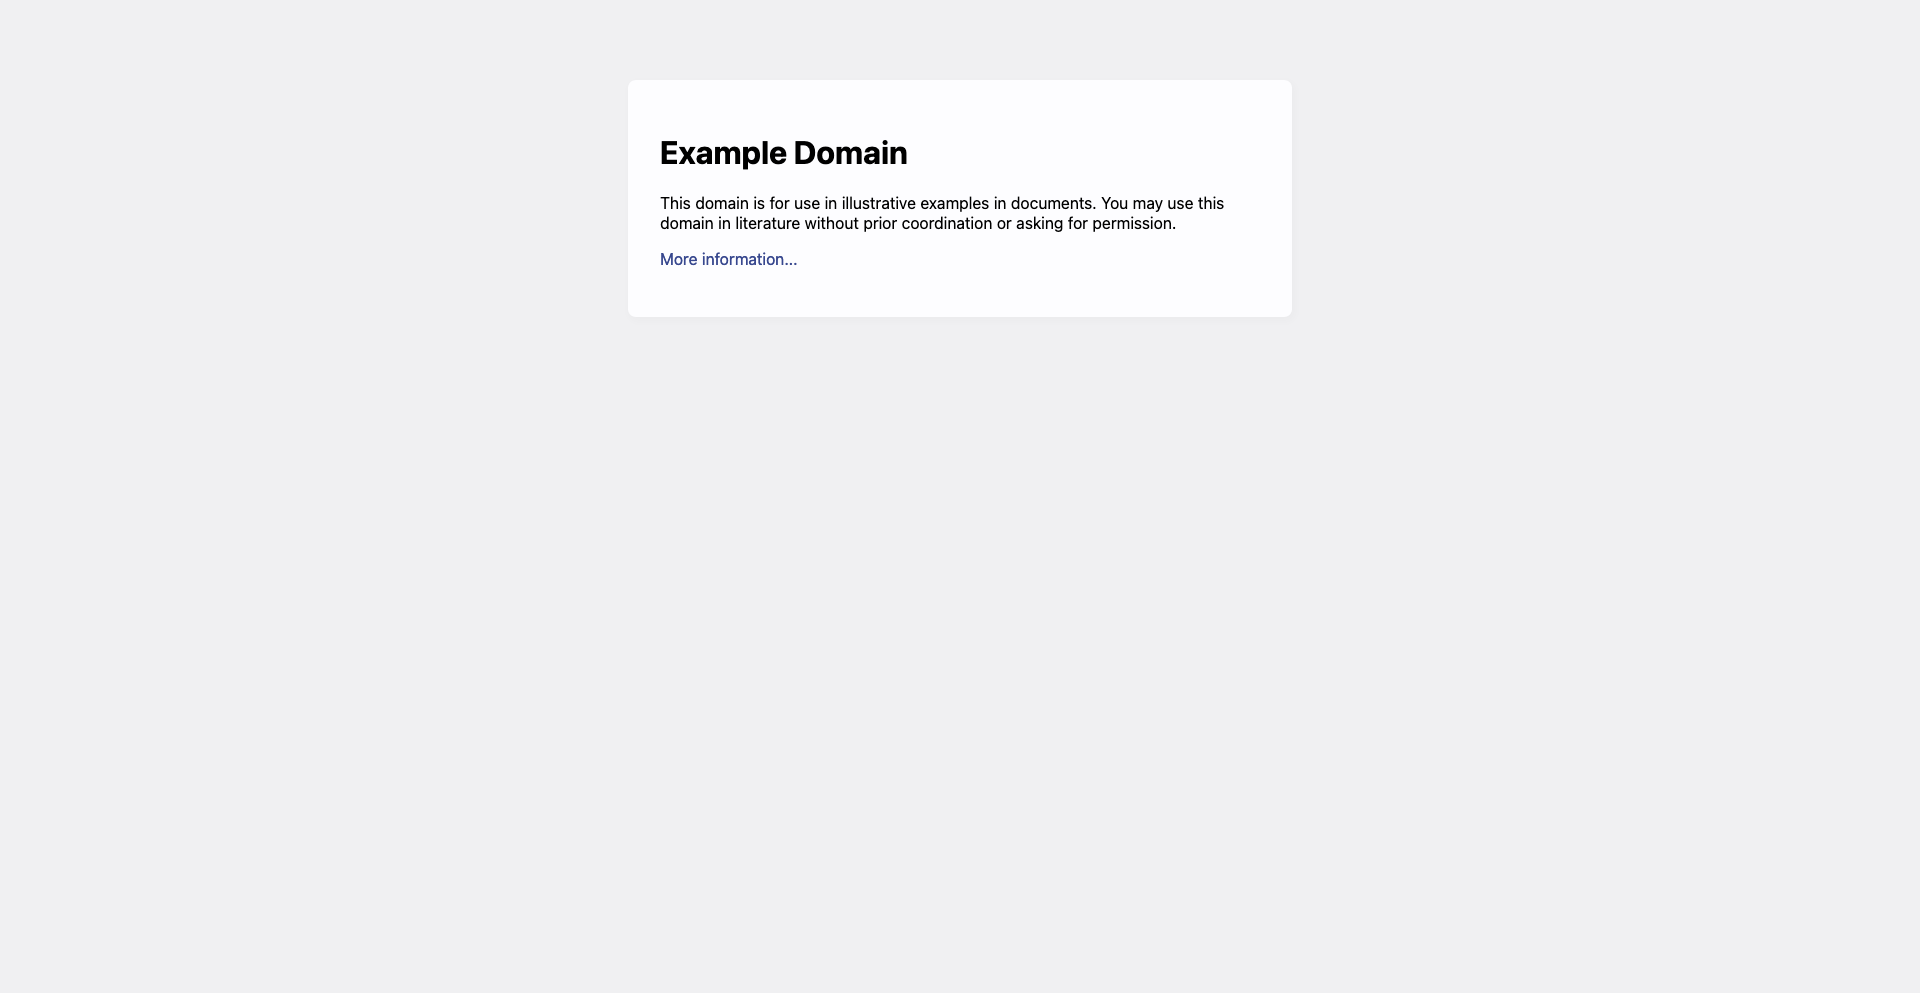 Example Domain
This domain is for use in illustrative examples in documents. You may use this
domain in literature without prior coordination or asking for permission.
More information...